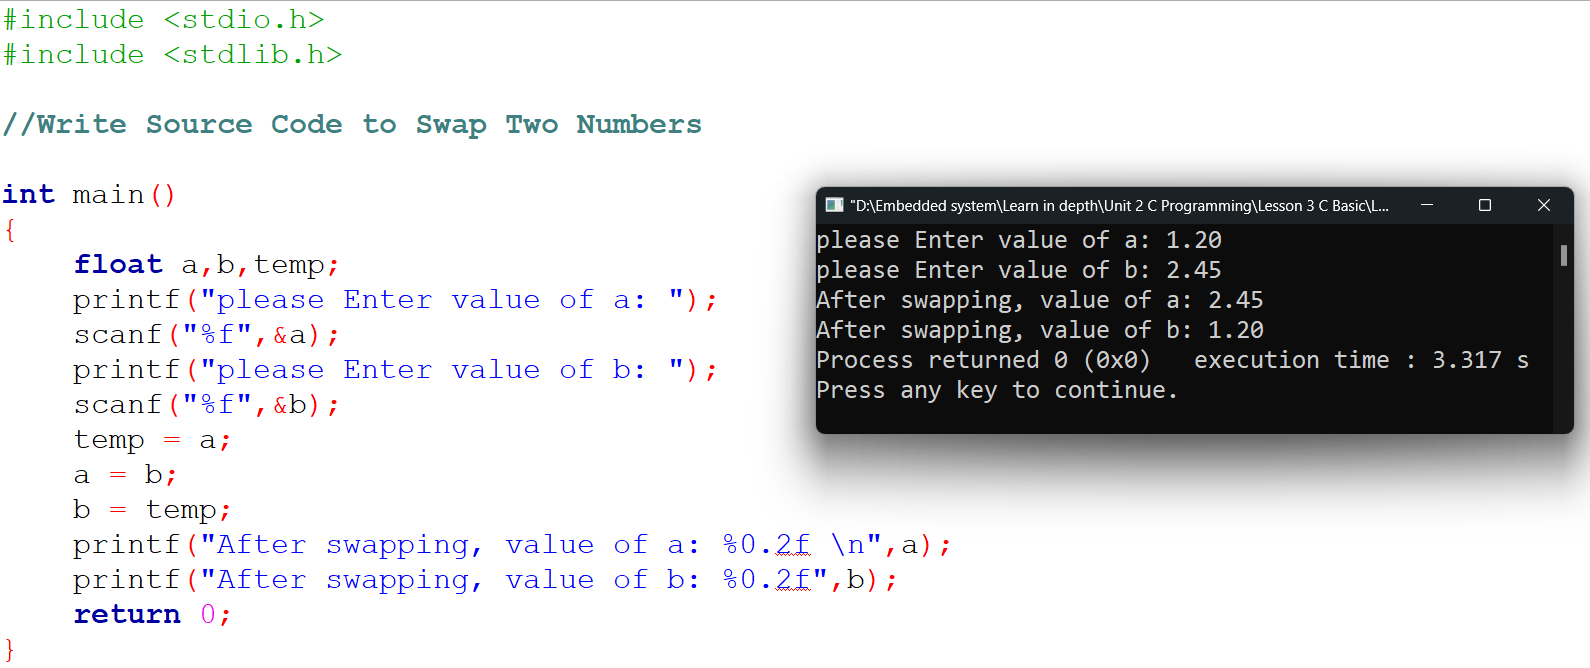 #include <stdio.h>
#include <stdlib.h>
//Write Source Code to Swap Two Numbers
int main()
{
float a,b,temp;
printf("please Enter value of a: ");
scanf("%f",&a);
printf("please Enter value of b: ");
scanf("%f",&b);
temp = a;
a = b;
b = temp;
printf("After swapping, value of a: %0.2f \n",a);
printf("After swapping, value of b: %0.2f",b);
return 0;
}
"D:\Embedded system\Learn in depth\Unit 2 C Programming\Lesson 3 C Basic\L...
please Enter value of a: 1.20
please Enter value of b: 2.45
After swapping, value of a: 2.45
After swapping, value of b: 1.20
Process returned 0 (0x0)   execution time : 3.317 s
Press any key to continue.